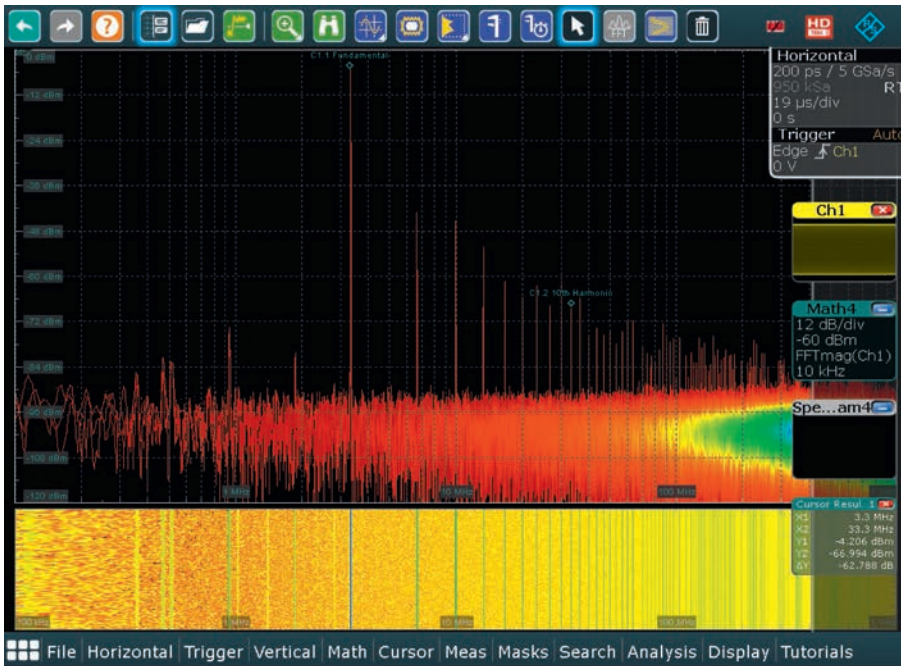 HD
0 dBm
C1.1 Fundamental
-12 dBm
-24 dBm
-36 dBm
-48 dBm
-60 dBm
C1.2 10th Harmonic
-72 dBm
-84 dBm
-96 dBm
-108 dBm
-120 dBm
1 MHz
10 MHz
100 MHz
Horizontal
200 ps / 5 GSa/s
950 kSa RT
19 µs/div
0 s
Trigger Auto
Edge Ch1
0 V
Ch1
Math4
12 dB/div
-60 dBm
FFTmag(Ch1)
10 kHz
Spe...am4
Cursor Resul. 1
X1 3.3 MHz
X2 33.3 MHz
Y1 -4.206 dBm
Y2 -66.994 dBm
ΔY -62.788 dB
100 kHz
1 MHz
10 MHz
100 MHz
File Horizontal Trigger Vertical Math Cursor Meas Masks Search Analysis Display Tutorials